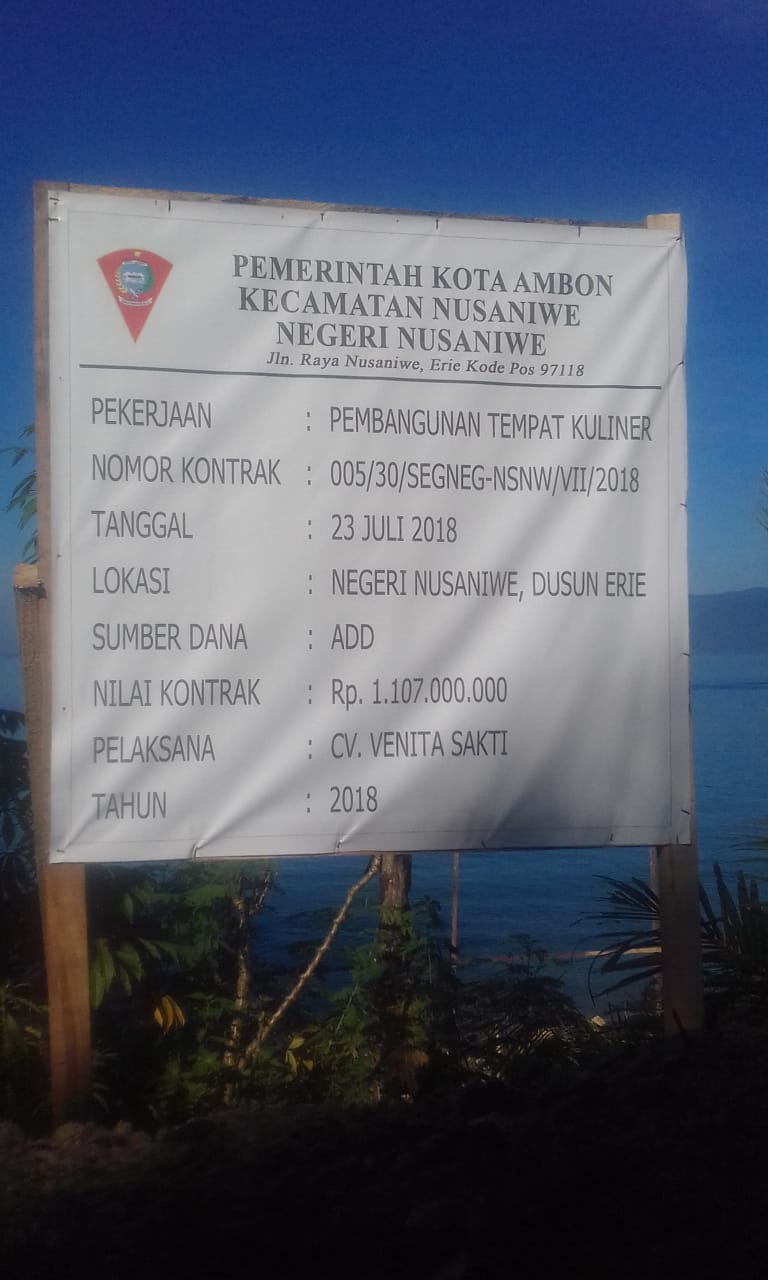 PEMERINTAH KOTA AMBON
KECAMATAN NUSANIWE
NEGERI NUSANIWE
Jln. Raya Nusaniwe, Erie Kode Pos 97118
PEKERJAAN : PEMBANGUNAN TEMPAT KULINER
NOMOR KONTRAK : 005/30/SEGNEG-NSNW/VII/2018
TANGGAL : 23 JULI 2018
LOKASI : NEGERI NUSANIWE, DUSUN ERIE
SUMBER DANA : ADD
NILAI KONTRAK : Rp. 1.107.000.000
PELAKSANA : CV. VENITA SAKTI
TAHUN : 2018